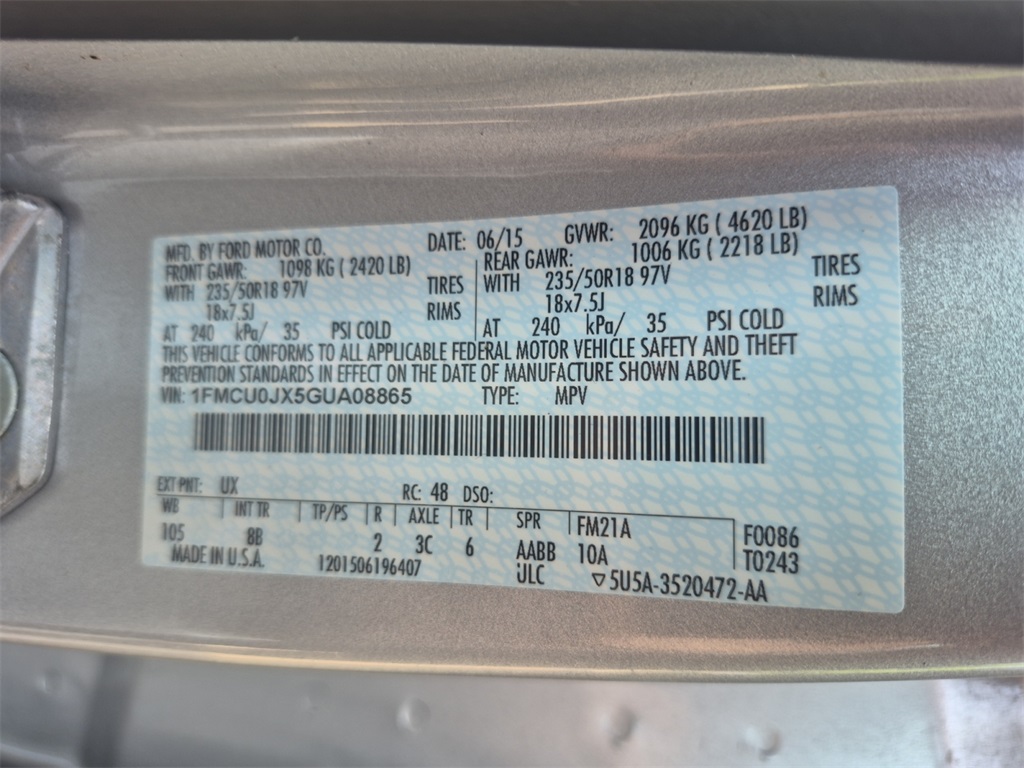 MFD. BY FORD MOTOR CO. DATE: 06/15 GVWR: 2096 KG ( 4620 LB)
FRONT GAWR: 1098 KG ( 2420 LB) REAR GAWR: 1006 KG ( 2218 LB)
WITH 235/50R18 97V TIRES WITH 235/50R18 97V TIRES
18x7.5J RIMS 18x7.5J RIMS
AT 240 kPa/ 35 PSI COLD AT 240 kPa/ 35 PSI COLD
THIS VEHICLE CONFORMS TO ALL APPLICABLE FEDERAL MOTOR VEHICLE SAFETY AND THEFT
PREVENTION STANDARDS IN EFFECT ON THE DATE OF MANUFACTURE SHOWN ABOVE.
VIN: 1FMCU0JX5GUA08865 TYPE: MPV
EXT PNT: UX RC: 48 DSO:
WB INT TR TP/PS R AXLE TR SPR FM21A F0086
105 8B 2 3C 6 AABB 10A T0243
MADE IN U.S.A. 1201506196407 ULC ▽5U5A-3520472-AA